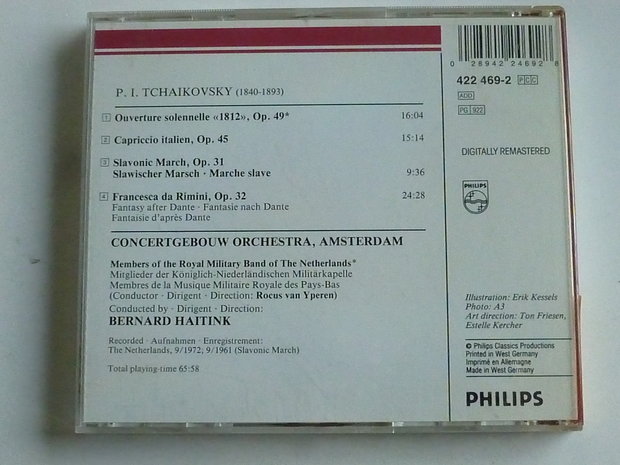 P. I. TCHAIKOVSKY (1840-1893)
1 Ouverture solennelle «1812», Op. 49* 16:04
2 Capriccio italien, Op. 45 15:14
3 Slavonic March, Op. 31
Slawischer Marsch · Marche slave 9:36
4 Francesca da Rimini, Op. 32 24:28
Fantasy after Dante · Fantasie nach Dante
Fantaisie d'après Dante
CONCERTGEBOUW ORCHESTRA, AMSTERDAM
Members of the Royal Military Band of The Netherlands*
Mitglieder der Königlich-Niederländischen Militärkapelle
Membres de la Musique Militaire Royale des Pays-Bas
(Conductor · Dirigent · Direction: Rocus van Yperen)
Conducted by · Dirigent · Direction:
BERNARD HAITINK
Recorded · Aufnahmen · Enregistrement:
The Netherlands, 9/1972; 9/1961 (Slavonic March)
Total playing-time 65:58
0 28942 24692 8
422 469-2 PCC
ADD
PG 922
DIGITALLY REMASTERED
PHILIPS
Illustration: Erik Kessels
Photo: A3
Art direction: Ton Friesen,
Estelle Kercher
© Philips Classics Productions
Printed in West Germany
Imprimé en Allemagne
Made in West Germany
PHILIPS